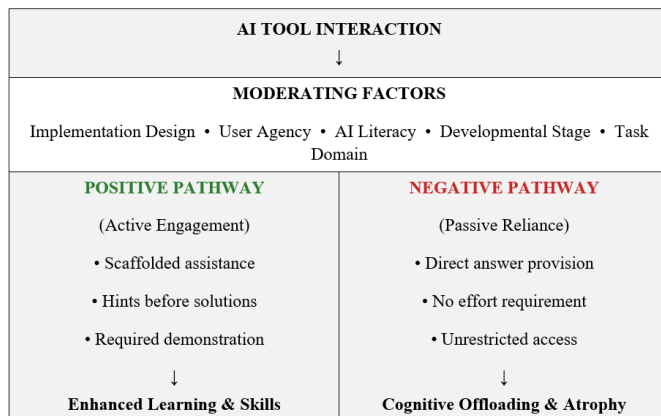 AI TOOL INTERACTION
↓
MODERATING FACTORS
Implementation Design • User Agency • AI Literacy • Developmental Stage • Task
Domain
POSITIVE PATHWAY
(Active Engagement)
• Scaffolded assistance
• Hints before solutions
• Required demonstration
↓
Enhanced Learning & Skills
NEGATIVE PATHWAY
(Passive Reliance)
• Direct answer provision
• No effort requirement
• Unrestricted access
↓
Cognitive Offloading & Atrophy